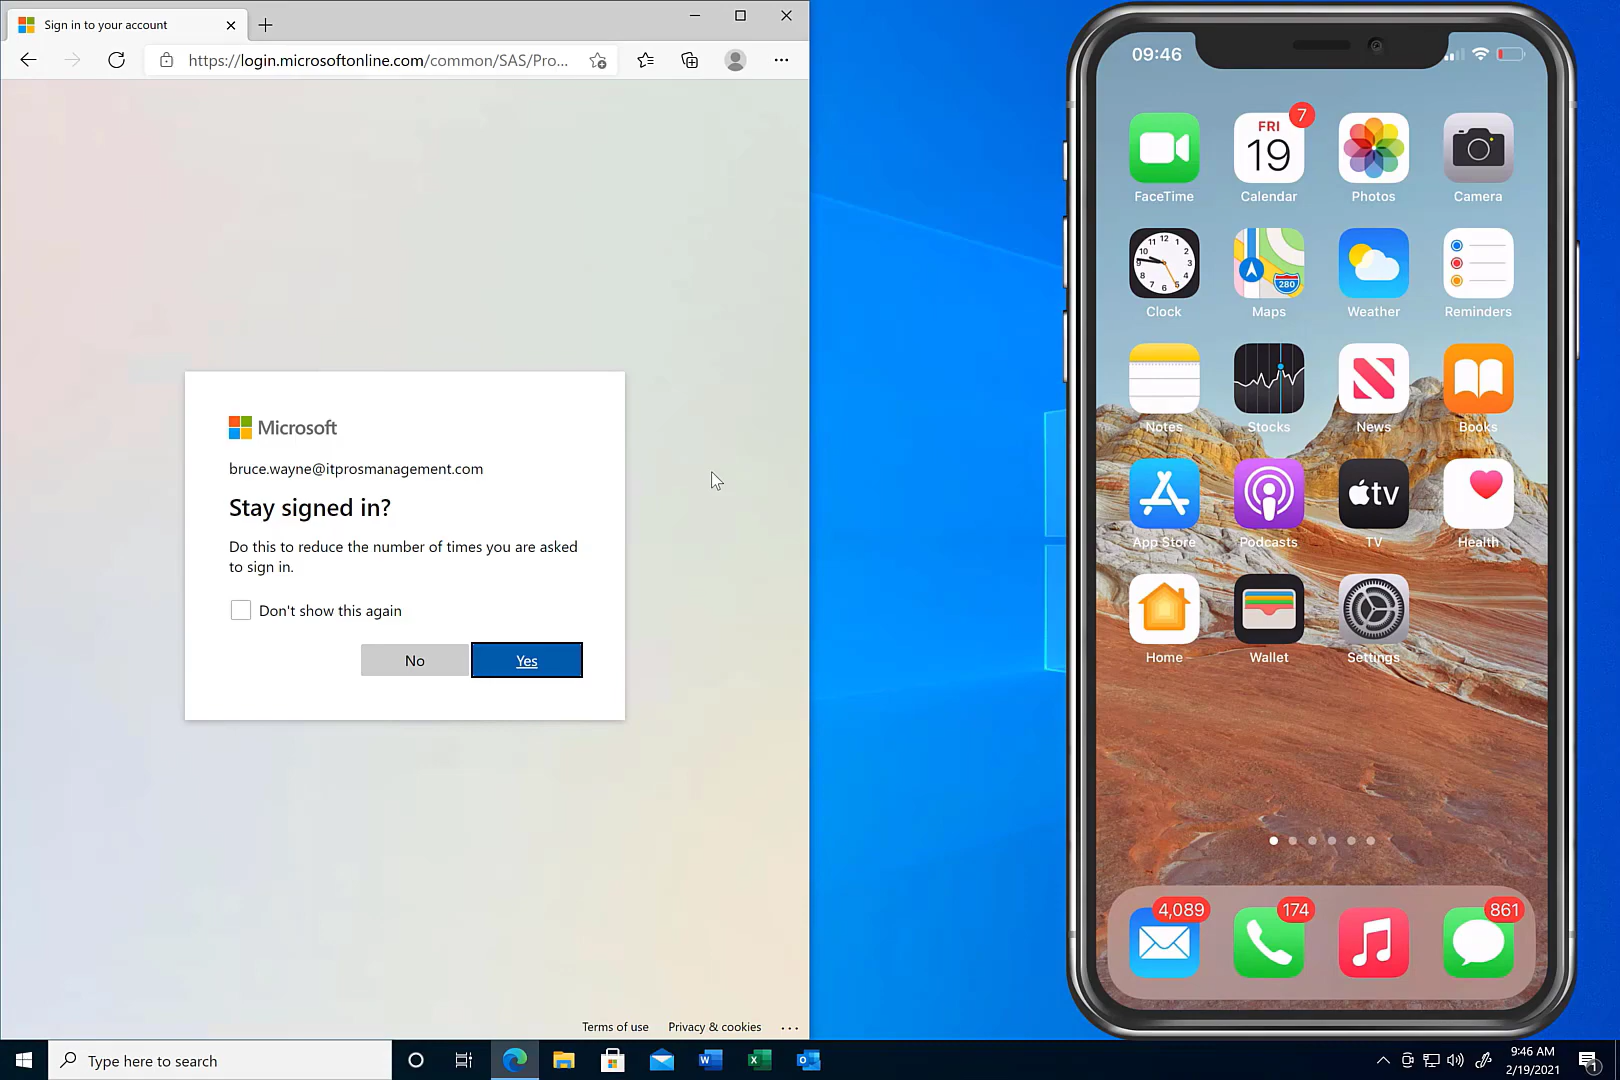 Sign in to your account
https://login.microsoftonline.com/common/SAS/Pro...
Microsoft
bruce.wayne@itprosmanagement.com
Stay signed in?
Do this to reduce the number of times you are asked
to sign in.
Don't show this again
No
Yes
Terms of use
Privacy & cookies
...
Type here to search
9:46 AM
2/19/2021
1
09:46
7
FRI
19
FaceTime
Calendar
Photos
Camera
280
Clock
Maps
Weather
Reminders
Notes
Stocks
News
Books
tv
App Store
Podcasts
TV
Health
Home
Wallet
Settings
4,089
174
861